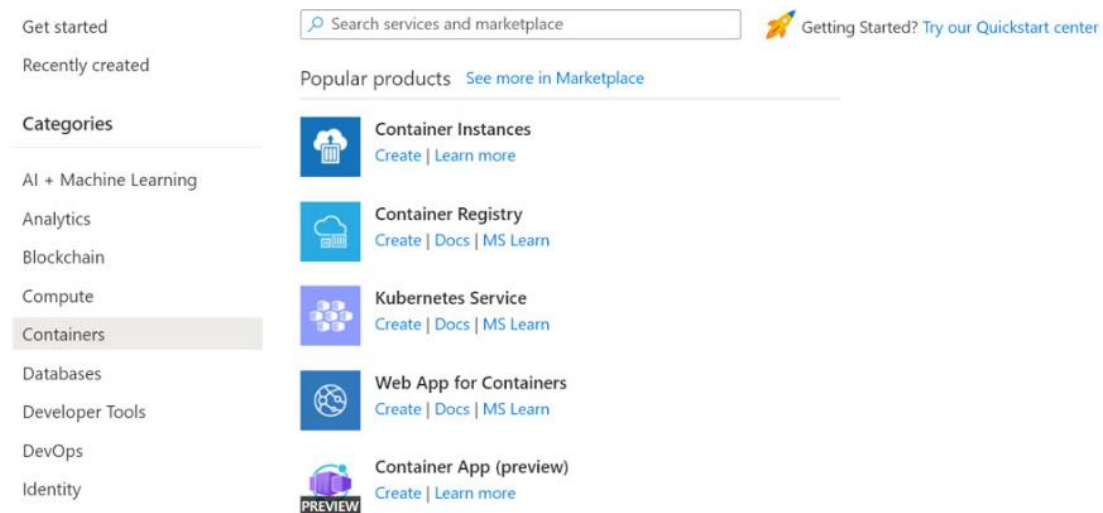 Get started
Recently created
Categories
AI + Machine Learning
Analytics
Blockchain
Compute
Containers
Databases
Developer Tools
DevOps
Identity
Search services and marketplace
Getting Started? Try our Quickstart center
Popular products See more in Marketplace
Container Instances
Create | Learn more
Container Registry
Create | Docs | MS Learn
Kubernetes Service
Create | Docs | MS Learn
Web App for Containers
Create | Docs | MS Learn
Container App (preview)
Create | Learn more
PREVIEW